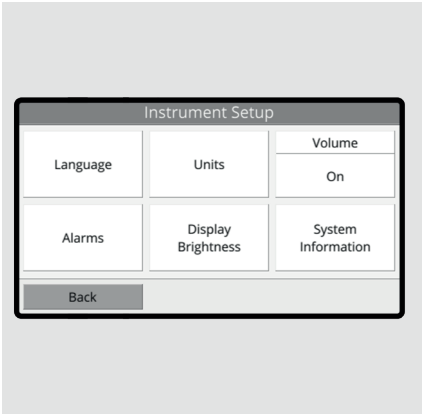 Instrument Setup
Language
Units
Volume
On
Alarms
Display
Brightness
System
Information
Back